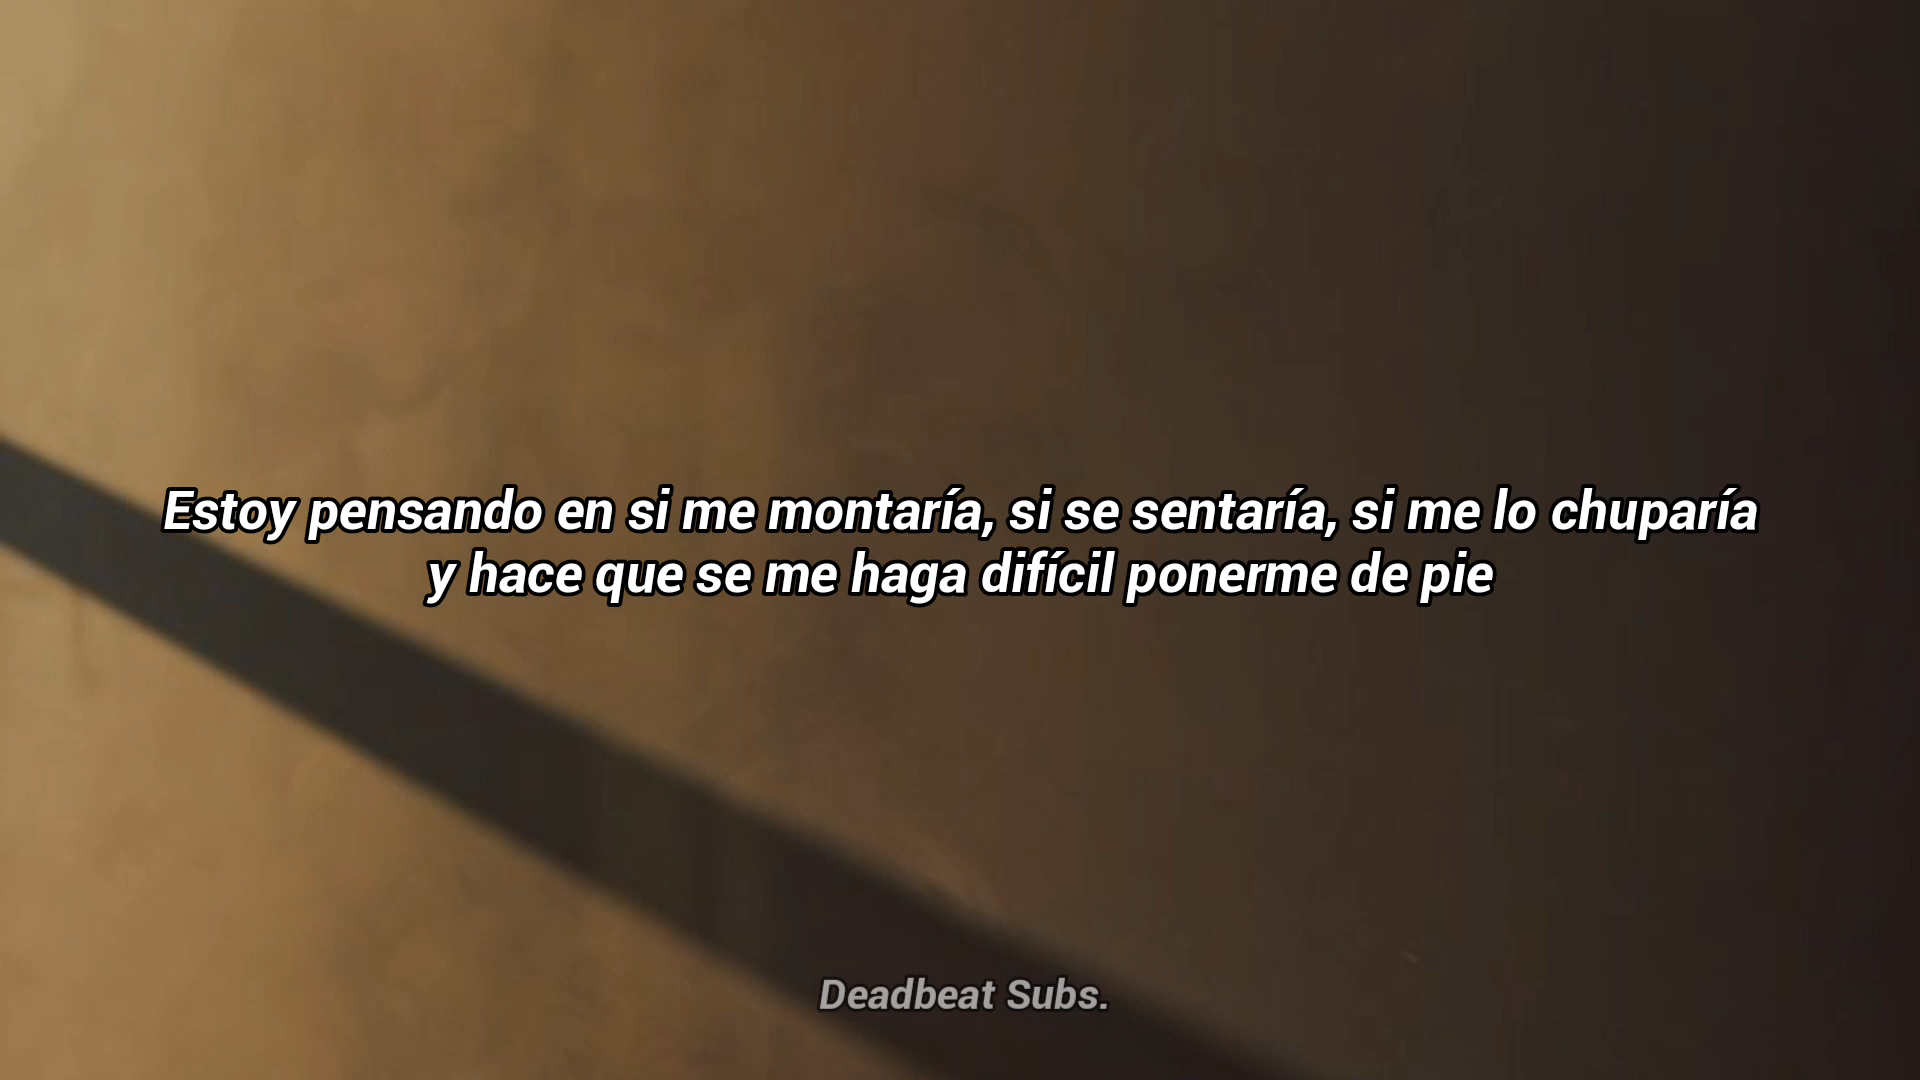 Estoy pensando en si me montaría, si se sentaría, si me lo chuparía
y hace que se me haga difícil ponerme de pie
Deadbeat Subs.